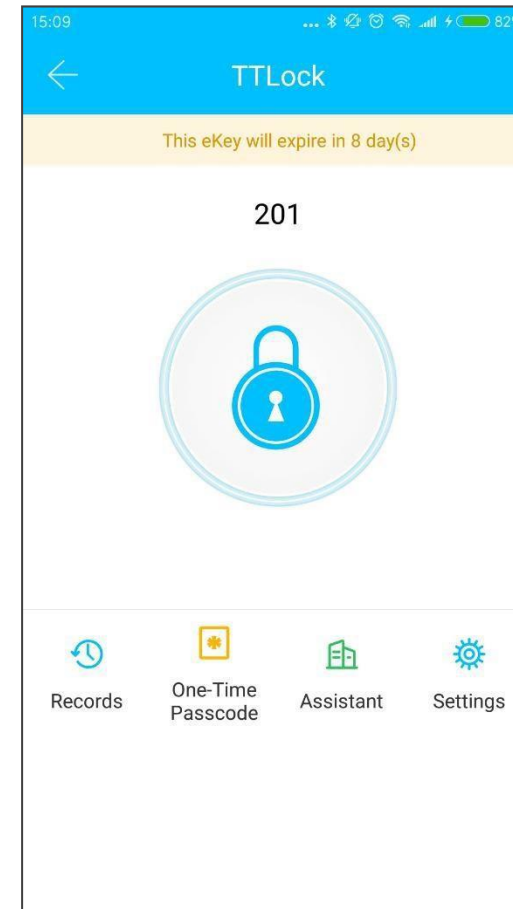 15:09 ... 82
TTLock
This eKey will expire in 8 day(s)
201
Records
One-Time
Passcode
Assistant
Settings